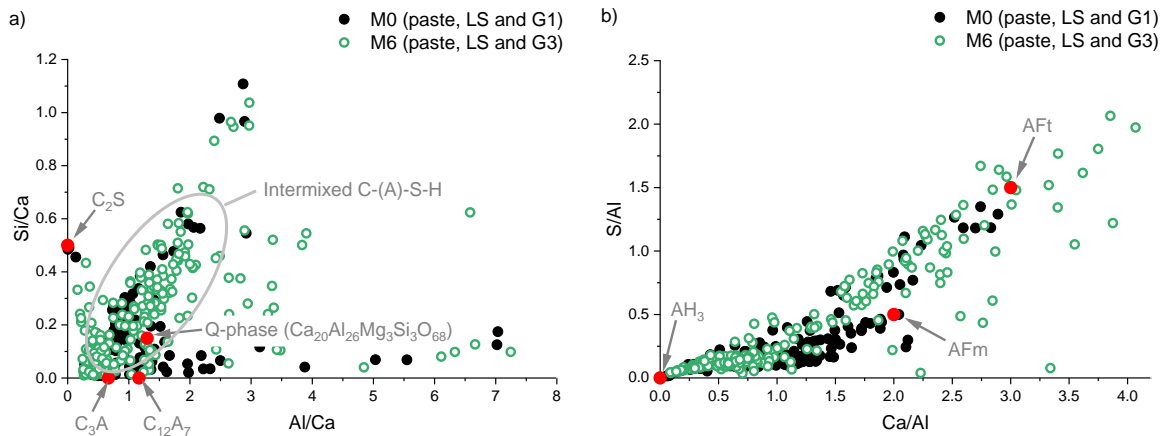 a)
M0 (paste, LS and G1)
M6 (paste, LS and G3)
1.2
1.0
0.8
0.6
0.4
0.2
0.0
Si/Ca
C₂S
Intermixed C-(A)-S-H
Q-phase (Ca₂₀Al₂₆Mg₃Si₃O₆₈)
0 1 2 3 4 5 6 7 8
C₃A
C₁₂A₇
Al/Ca
b)
M0 (paste, LS and G1)
M6 (paste, LS and G3)
2.5
2.0
1.5
1.0
0.5
0.0
S/Al
AFt
AH₃
AFm
0.0 0.5 1.0 1.5 2.0 2.5 3.0 3.5 4.0
Ca/Al